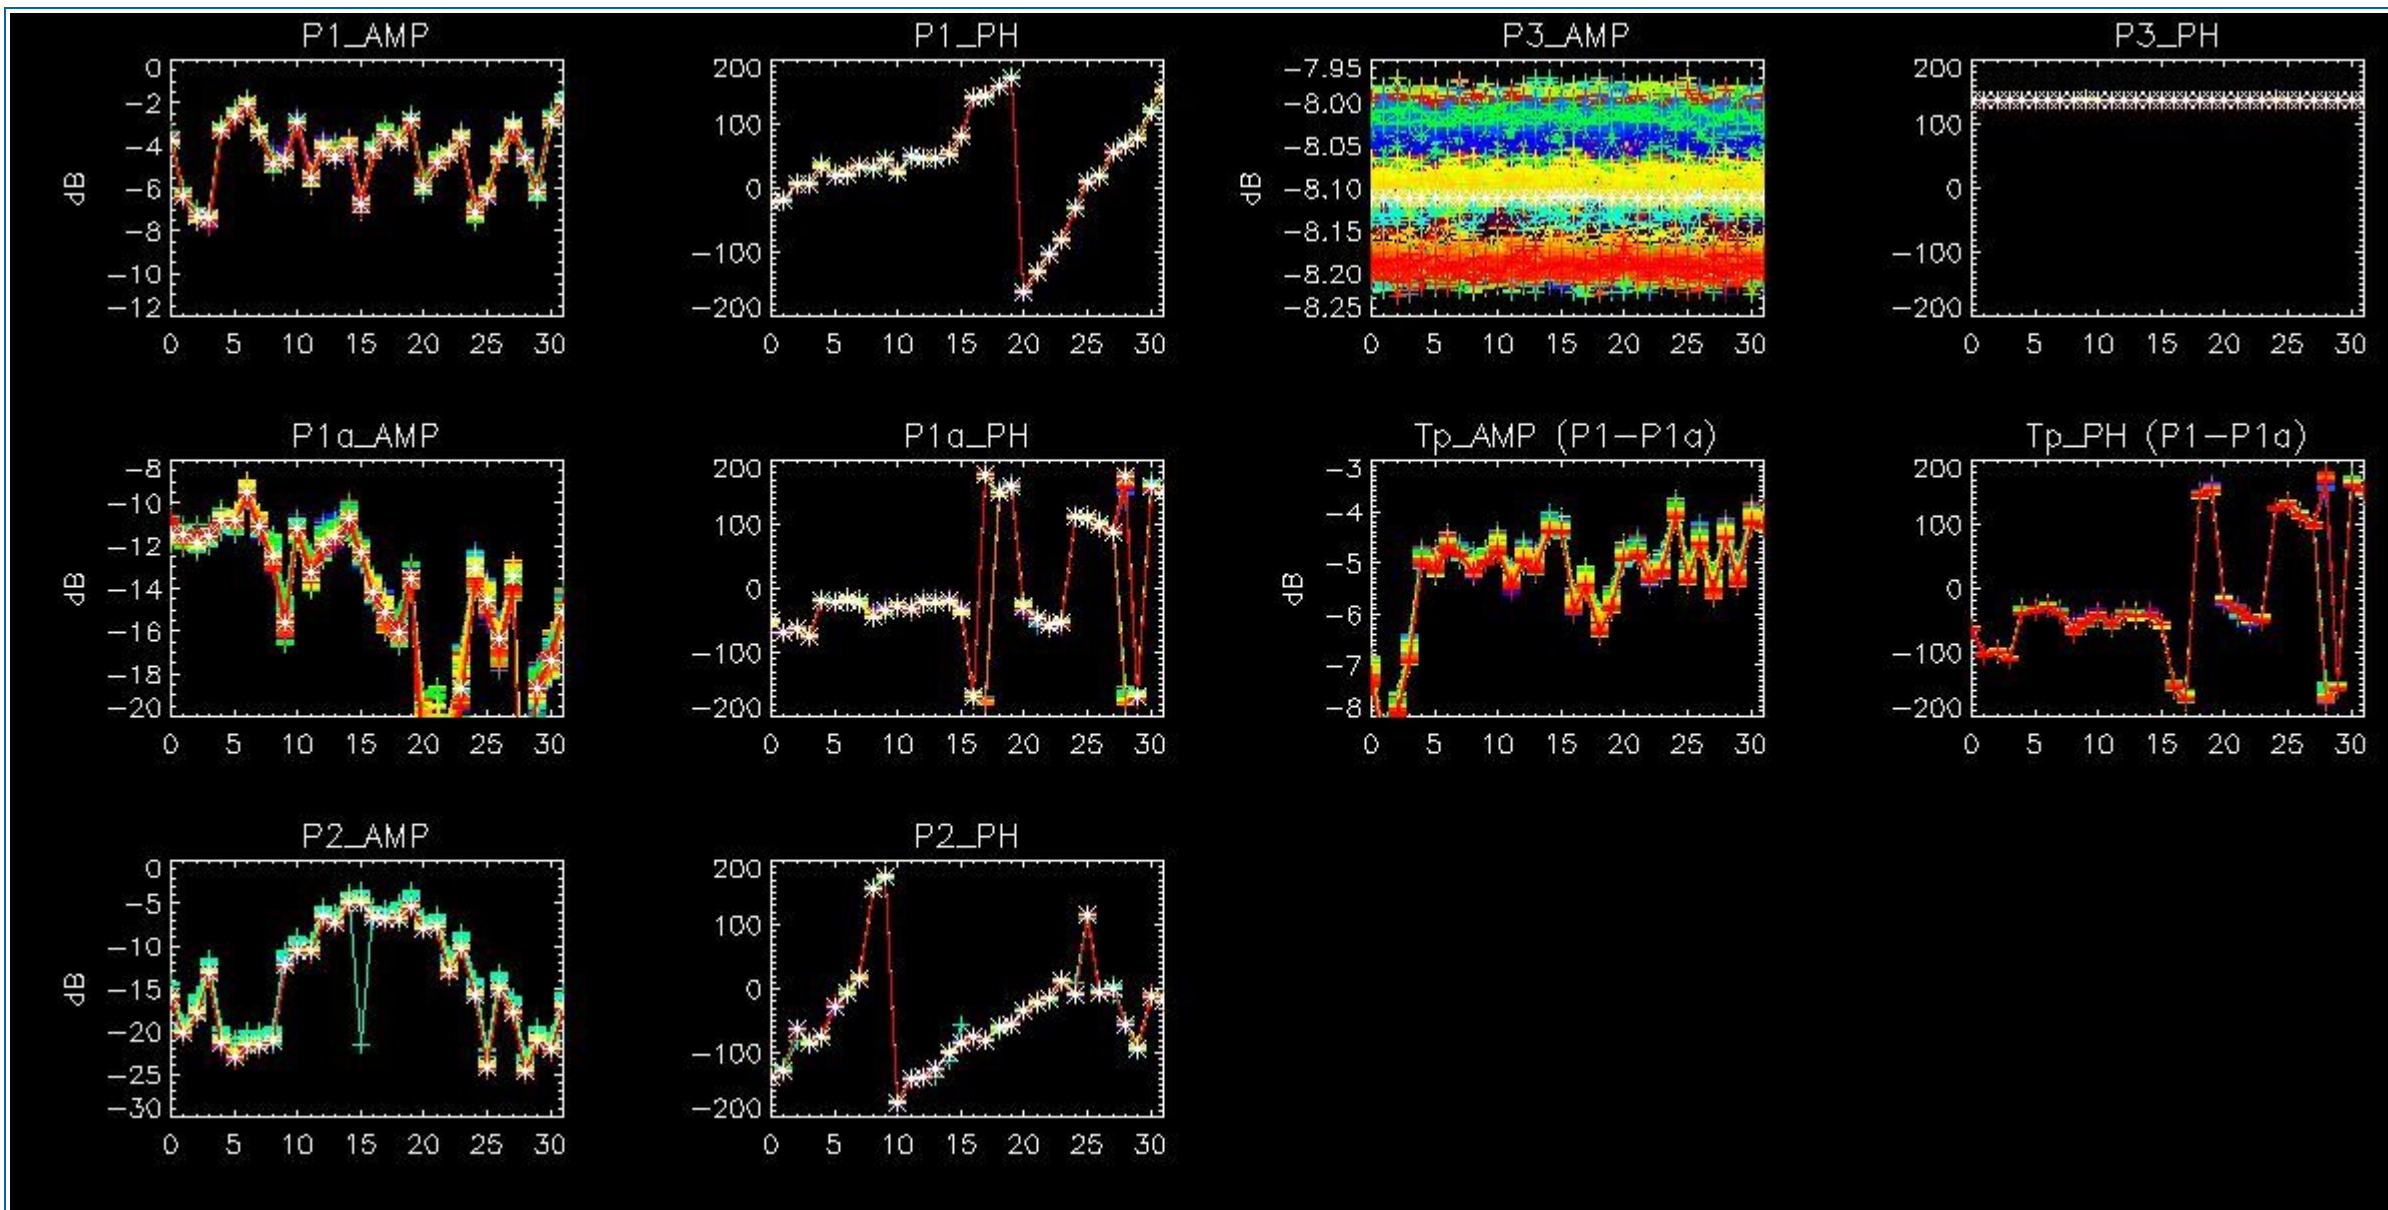 P1_AMP P1_PH P3_AMP P3_PH
0 200 −7.95 200
−2 100 −8.00 100
−4 0 −8.05 0
−6 −100 −8.10 −100
−8 −200 −8.15 −200
−10 −8.20
−12 −8.25
dB dB
0 5 10 15 20 25 30 0 5 10 15 20 25 30 0 5 10 15 20 25 30 0 5 10 15 20 25 30
P1a_AMP P1a_PH Tp_AMP (P1−P1a) Tp_PH (P1−P1a)
−8 200 −3 200
−10 100 −4 100
−12 0 −5 0
−14 −100 −6 −100
−16 −200 −7 −200
−18 −8
−20
dB dB
0 5 10 15 20 25 30 0 5 10 15 20 25 30 0 5 10 15 20 25 30 0 5 10 15 20 25 30
P2_AMP P2_PH
0 200
−5 100
−10 0
−15 −100
−20 −200
−25
−30
dB
0 5 10 15 20 25 30 0 5 10 15 20 25 30